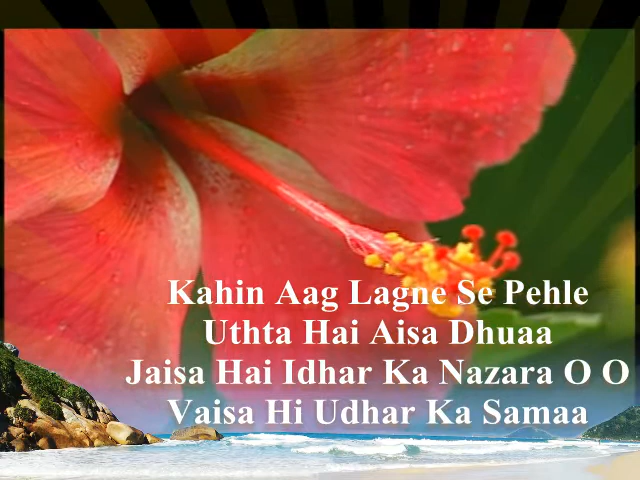 Kahin Aag Lagne Se Pehle
Uthta Hai Aisa Dhuaa
Jaisa Hai Idhar Ka Nazara O O
Vaisa Hi Udhar Ka Samaa